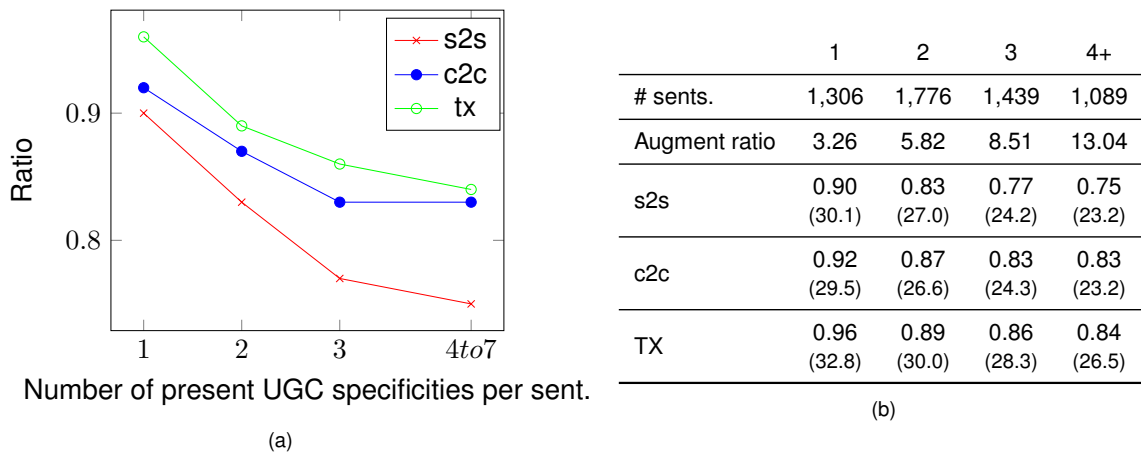 s2s
c2c
tx
0.9
0.8
Ratio
1 2 3 4to7
Number of present UGC specificities per sent.
(a)
1 2 3 4+
# sents. 1,306 1,776 1,439 1,089
Augment ratio 3.26 5.82 8.51 13.04
s2s 0.90 0.83 0.77 0.75
(30.1) (27.0) (24.2) (23.2)
c2c 0.92 0.87 0.83 0.83
(29.5) (26.6) (24.3) (23.2)
TX 0.96 0.89 0.86 0.84
(32.8) (30.0) (28.3) (26.5)
(b)